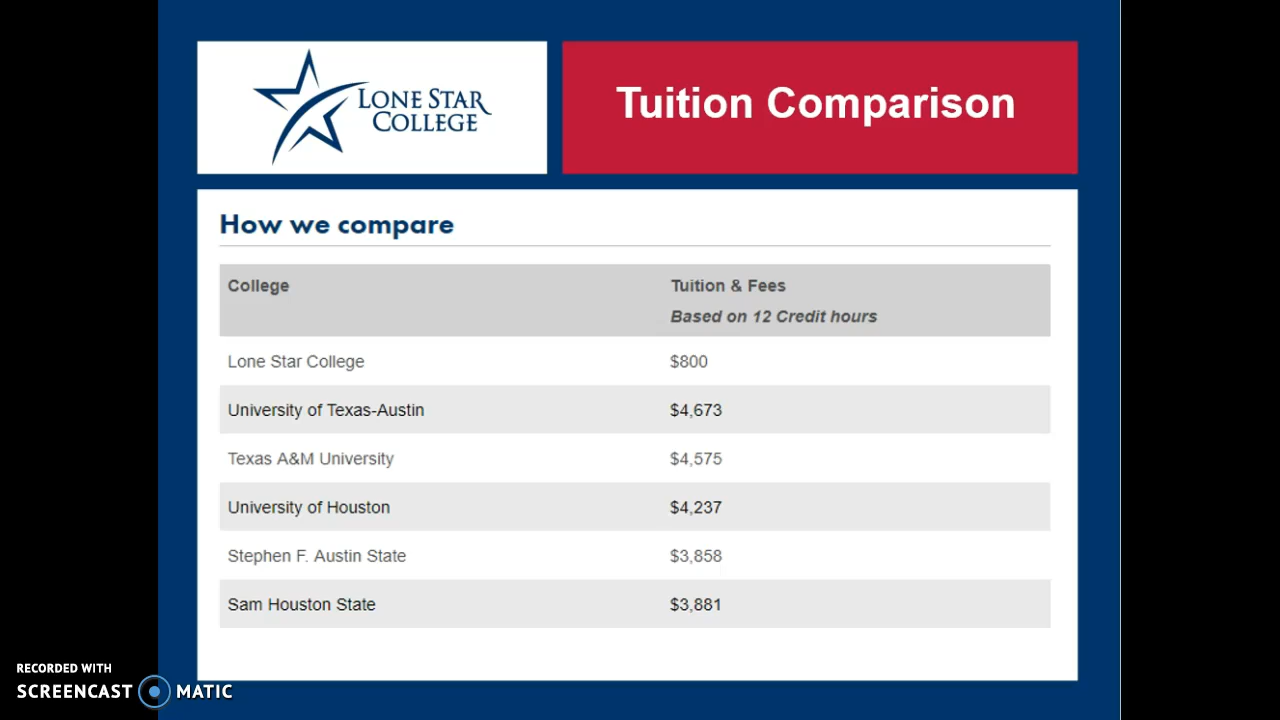 LONE STAR
COLLEGE
Tuition Comparison
How we compare
College
Tuition & Fees
Based on 12 Credit hours
Lone Star College $800
University of Texas-Austin $4,673
Texas A&M University $4,575
University of Houston $4,237
Stephen F. Austin State $3,858
Sam Houston State $3,881
RECORDED WITH
SCREENCAST MATIC